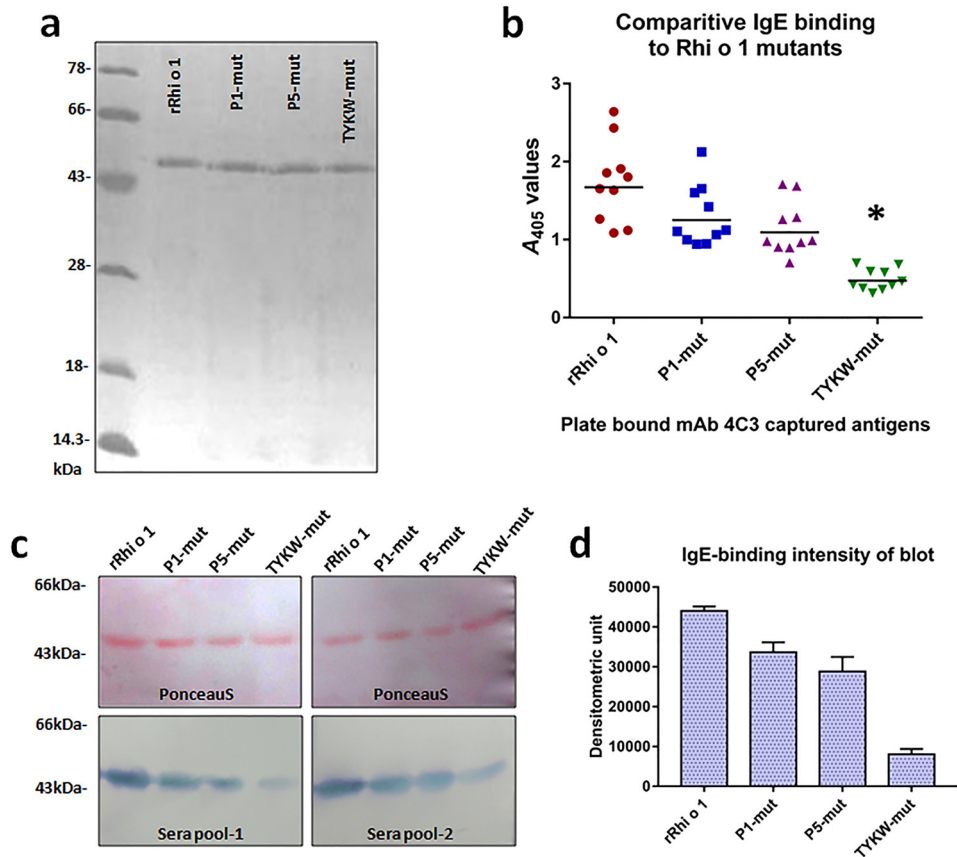 a
78-
66-
43-
28-
18-
14.3-
kDa
rRhi o 1
P1-mut
P5-mut
TYKW-mut
b
Comparitive IgE binding
to Rhi o 1 mutants
A405 values
3
2
1
0
*
rRhi o 1
P1-mut
P5-mut
TYKW-mut
Plate bound mAb 4C3 captured antigens
c
rRhi o 1
P1-mut
P5-mut
TYKW-mut
rRhi o 1
P1-mut
P5-mut
TYKW-mut
66kDa-
43kDa-
PonceauS
PonceauS
66kDa-
43kDa-
Sera pool-1
Sera pool-2
d
IgE-binding intensity of blot
Densitometric unit
50000
40000
30000
20000
10000
0
rRhi o 1
P1-mut
P5-mut
TYKW-mut